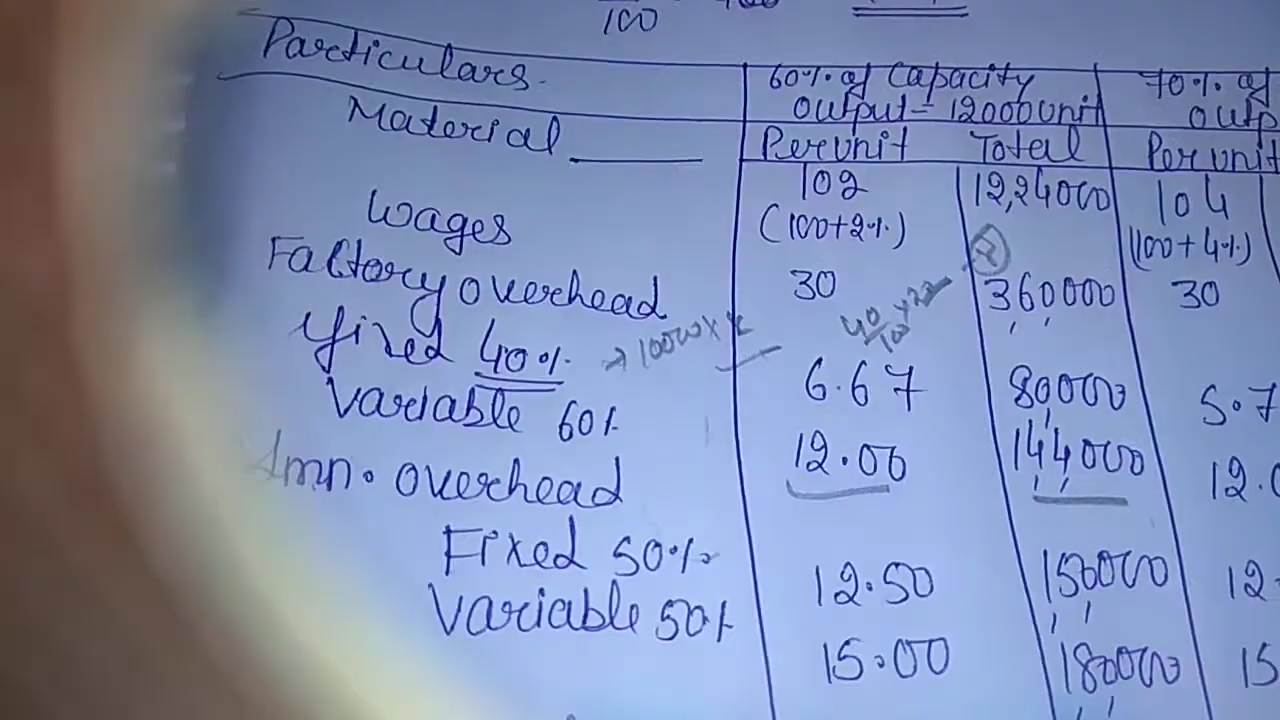 100
Particulars.
60% of Capacity
output = 12000 unit
70% of
outp
Per unit Total Per unit
Material
102 12,24000 104
(100+2%) (100+4%)
Wages
30 360000 30
Factory overhead
Fixed 40%
6.67 80000 5.7
Variable 60%
12.00 144000 12.0
overhead
Fixed 50%
12.50 150000 12
Variable 50%
15.00 180000 15